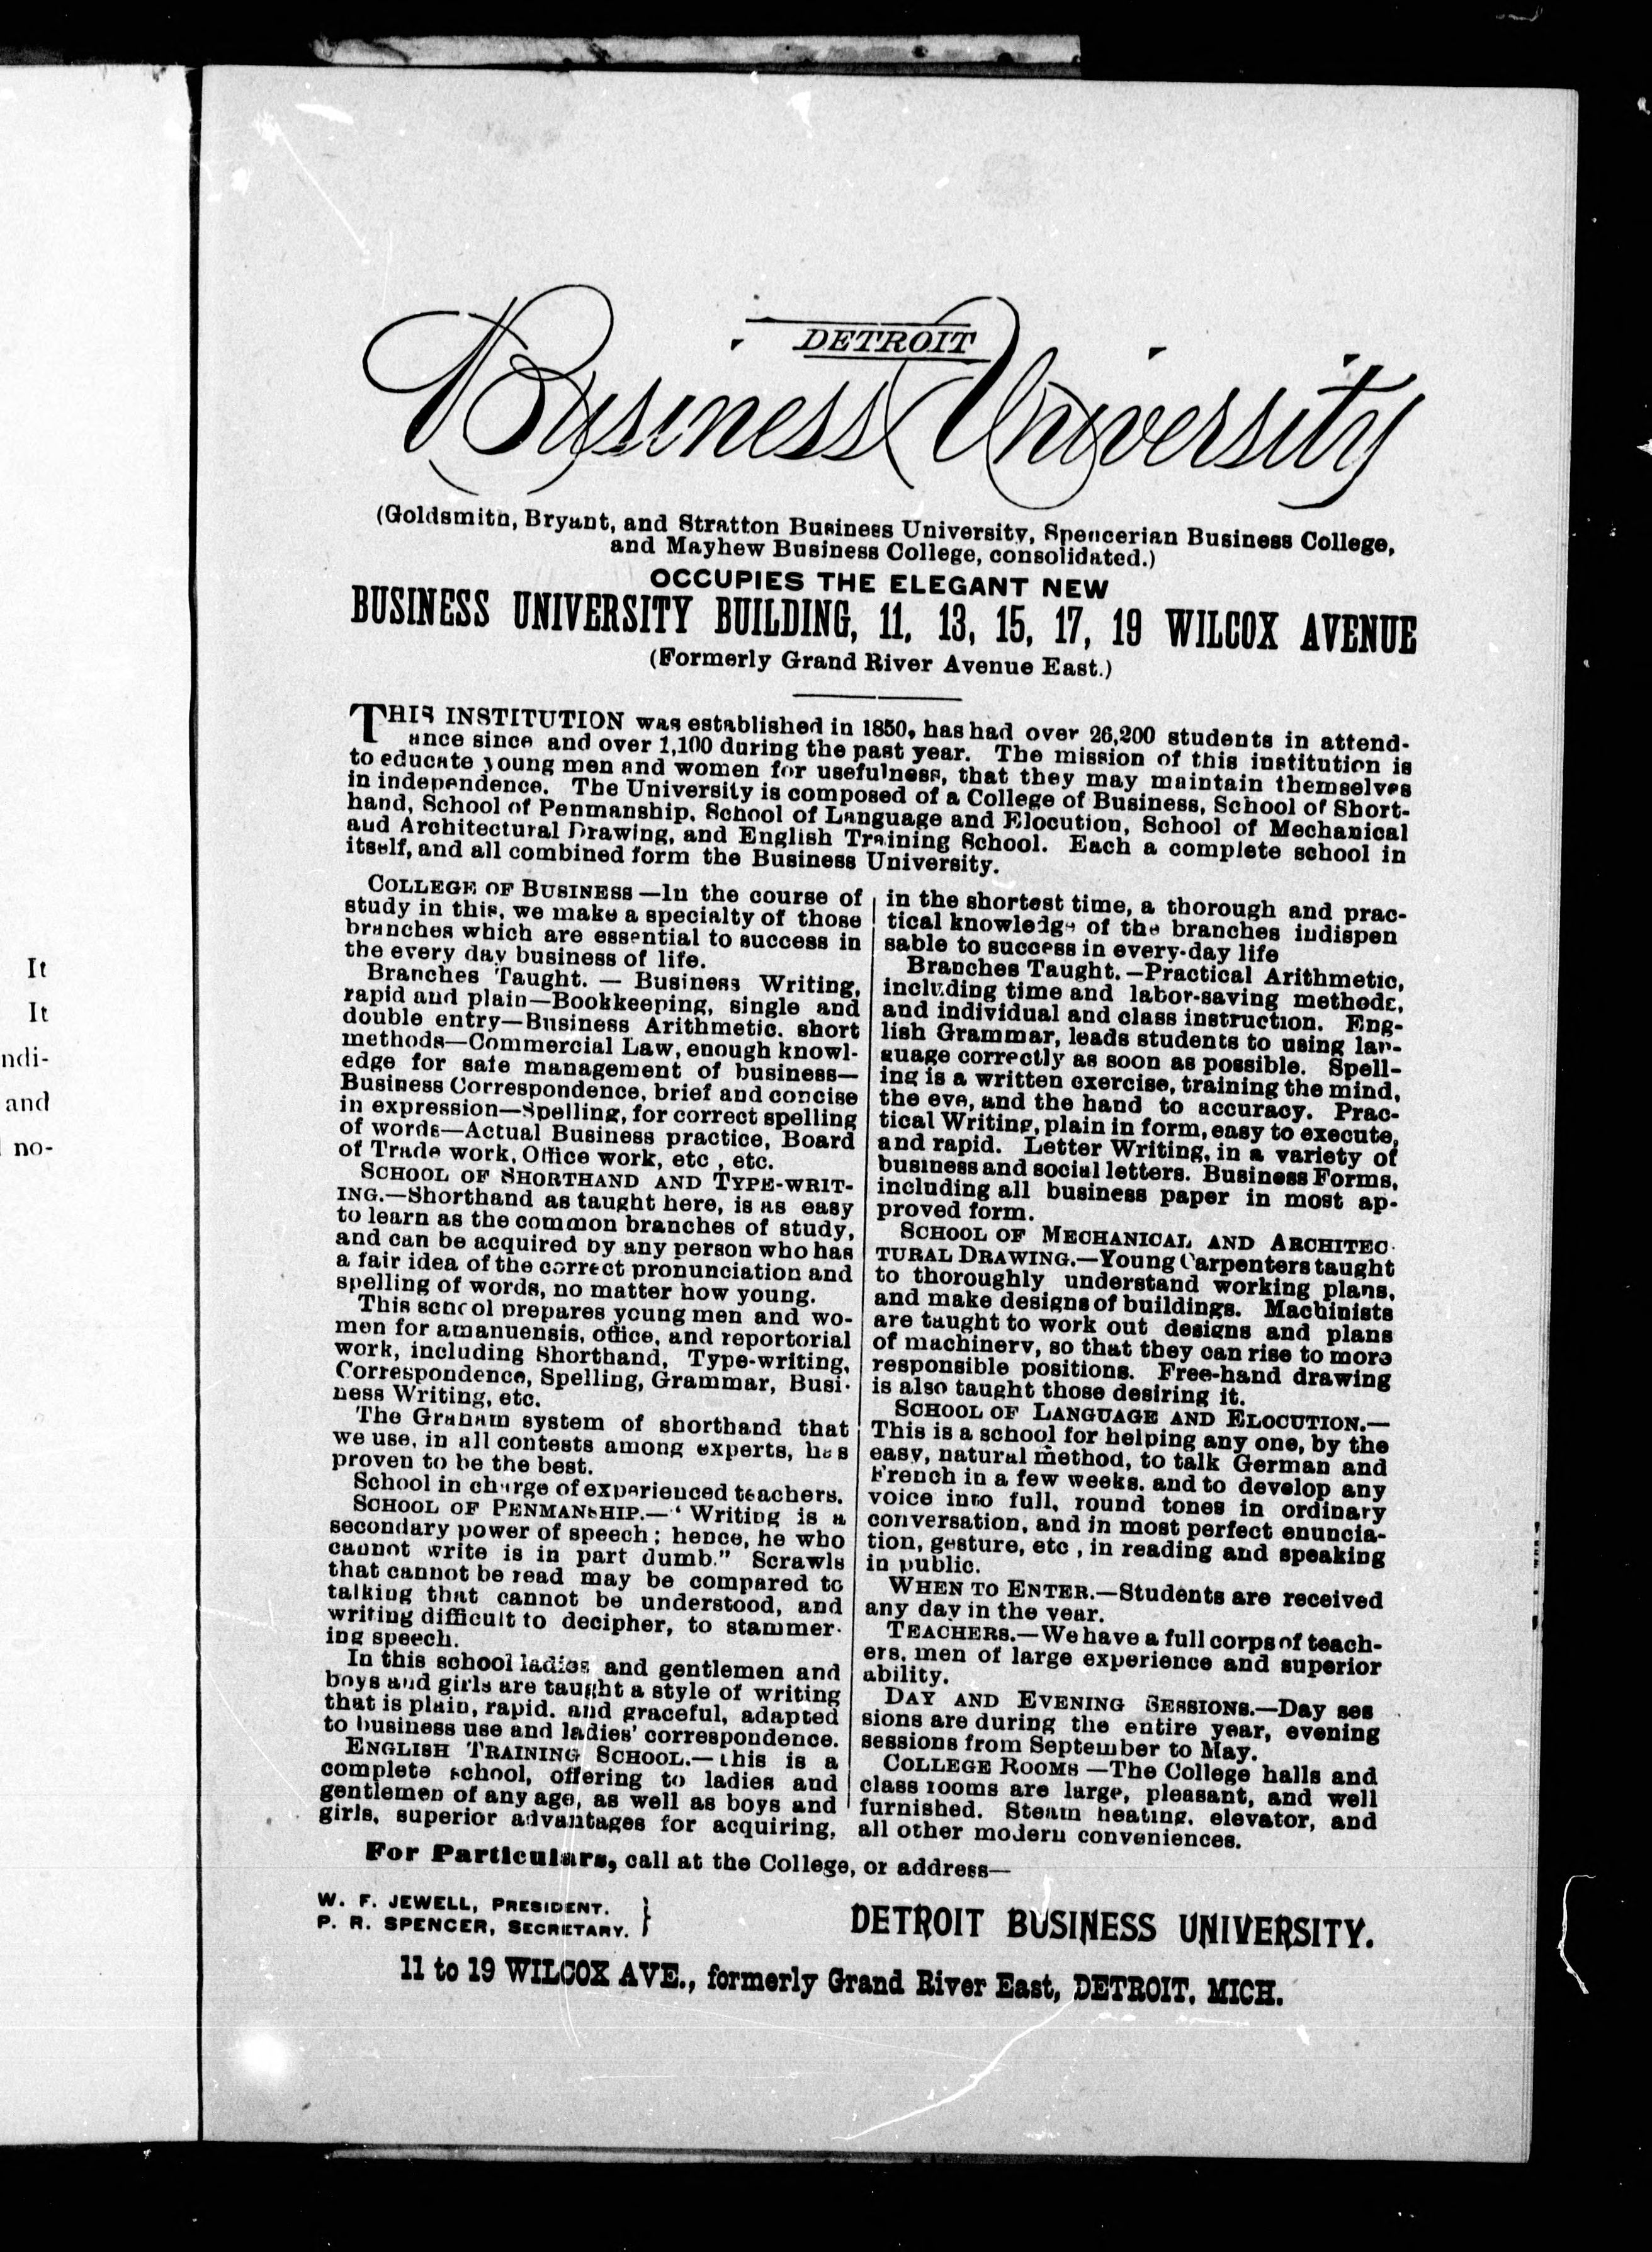 It
It
ndi-
and
no-
DETROIT
Business University
(Goldsmith, Bryant, and Stratton Business University, Spencerian Business College,
and Mayhew Business College, consolidated.)
OCCUPIES THE ELEGANT NEW
BUSINESS UNIVERSITY BUILDING, 11, 13, 15, 17, 19 WILCOX AVENUE
(Formerly Grand River Avenue East.)
THIS INSTITUTION was established in 1850, has had over 26,200 students in attend-
ance since and over 1,100 during the past year. The mission of this institution is
to educate young men and women for usefulness, that they may maintain themselves
in independence. The University is composed of a College of Business, School of Short-
hand, School of Penmanship, School of Language and Elocution, School of Mechanical
and Architectural Drawing, and English Training School. Each a complete school in
itself, and all combined form the Business University.
COLLEGE OF BUSINESS—In the course of
study in this, we make a specialty of those
branches which are essential to success in
the every day business of life.
Branches Taught. — Business Writing,
rapid and plain—Bookkeeping, single and
double entry—Business Arithmetic, short
methods—Commercial Law, enough knowl-
edge for safe management of business—
Business Correspondence, brief and concise
in expression—Spelling, for correct spelling
of words—Actual Business practice, Board
of Trade work, Office work, etc , etc.
SCHOOL OF SHORTHAND AND TYPE-WRIT-
ING.—Shorthand as taught here, is as easy
to learn as the common branches of study,
and can be acquired by any person who has
a fair idea of the correct pronunciation and
spelling of words, no matter how young.
This school prepares young men and wo-
men for amanuensis, office, and reportorial
work, including Shorthand, Type-writing,
Correspondence, Spelling, Grammar, Busi-
ness Writing, etc.
The Graham system of shorthand that
we use, in all contests among experts, has
proven to be the best.
School in charge of experienced teachers.
SCHOOL OF PENMANSHIP.—"Writing is a
secondary power of speech; hence, he who
cannot write is in part dumb." Scrawls
that cannot be read may be compared to
talking that cannot be understood, and
writing difficult to decipher, to stammer-
ing speech.
In this school ladies and gentlemen and
boys and girls are taught a style of writing
that is plain, rapid, and graceful, adapted
to business use and ladies' correspondence.
ENGLISH TRAINING SCHOOL.—This is a
complete school, offering to ladies and
gentlemen of any age, as well as boys and
girls, superior advantages for acquiring,
in the shortest time, a thorough and prac-
tical knowledge of the branches indispen
sable to success in every-day life
Branches Taught.—Practical Arithmetic,
including time and labor-saving methods,
and individual and class instruction. Eng-
lish Grammar, leads students to using lan-
guage correctly as soon as possible. Spell-
ing is a written exercise, training the mind,
the eye, and the hand to accuracy. Prac-
tical Writing, plain in form, easy to execute,
and rapid. Letter Writing, in a variety of
business and social letters. Business Forms,
including all business paper in most ap-
proved form.
SCHOOL OF MECHANICAL AND ARCHITEC-
TURAL DRAWING.—Young Carpenters taught
to thoroughly understand working plans,
and make designs of buildings. Machinists
are taught to work out designs and plans
of machinery, so that they can rise to more
responsible positions. Free-hand drawing
is also taught those desiring it.
SCHOOL OF LANGUAGE AND ELOCUTION.—
This is a school for helping any one, by the
easy, natural method, to talk German and
French in a few weeks, and to develop any
voice into full, round tones in ordinary
conversation, and in most perfect enuncia-
tion, gesture, etc , in reading and speaking
in public.
WHEN TO ENTER.—Students are received
any day in the year.
TEACHERS.—We have a full corps of teach-
ers, men of large experience and superior
ability.
DAY AND EVENING SESSIONS.—Day ses
sions are during the entire year, evening
sessions from September to May.
COLLEGE ROOMS—The College halls and
class rooms are large, pleasant, and well
furnished. Steam heating, elevator, and
all other modern conveniences.
For Particulars, call at the College, or address—
W. F. JEWELL, PRESIDENT.
P. R. SPENCER, SECRETARY. }
DETROIT BUSINESS UNIVERSITY.
11 to 19 WILCOX AVE., formerly Grand River East, DETROIT, MICH.